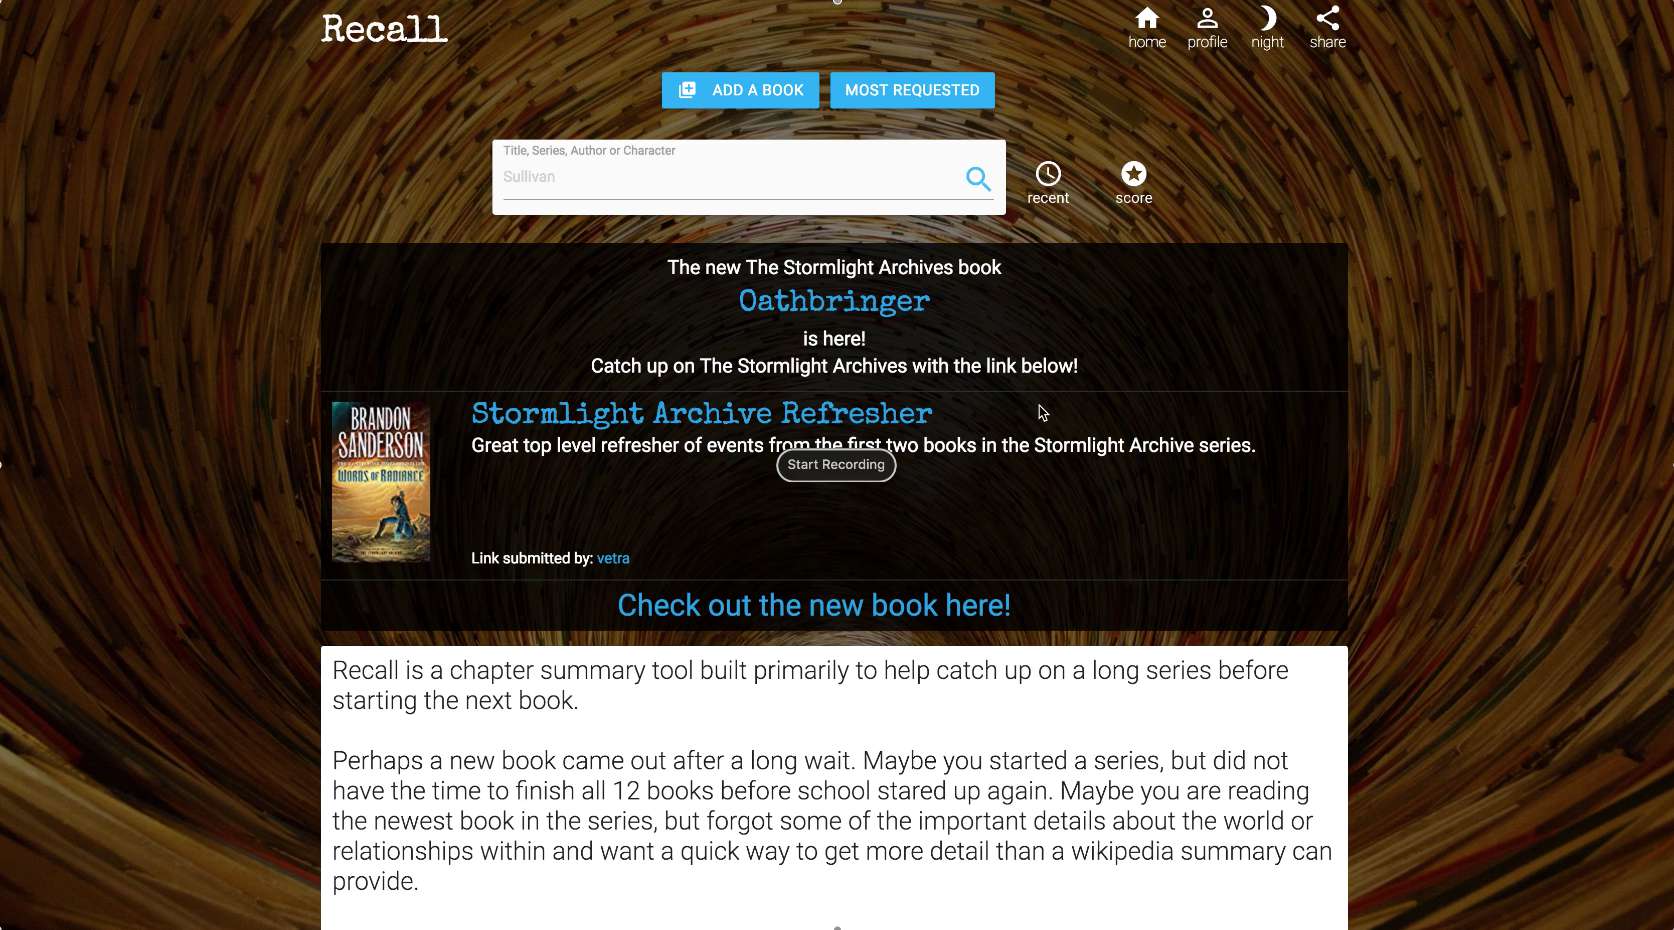 Recall
home profile night share
ADD A BOOK MOST REQUESTED
Title, Series, Author or Character
Sullivan
recent score
The new The Stormlight Archives book
Oathbringer
is here!
Catch up on The Stormlight Archives with the link below!
BRANDON
SANDERSON
WORDS OF RADIANCE
Stormlight Archive Refresher
Great top level refresher of events from the first two books in the Stormlight Archive series.
Start Recording
Link submitted by: vetra
Check out the new book here!
Recall is a chapter summary tool built primarily to help catch up on a long series before
starting the next book.
Perhaps a new book came out after a long wait. Maybe you started a series, but did not
have the time to finish all 12 books before school stared up again. Maybe you are reading
the newest book in the series, but forgot some of the important details about the world or
relationships within and want a quick way to get more detail than a wikipedia summary can
provide.